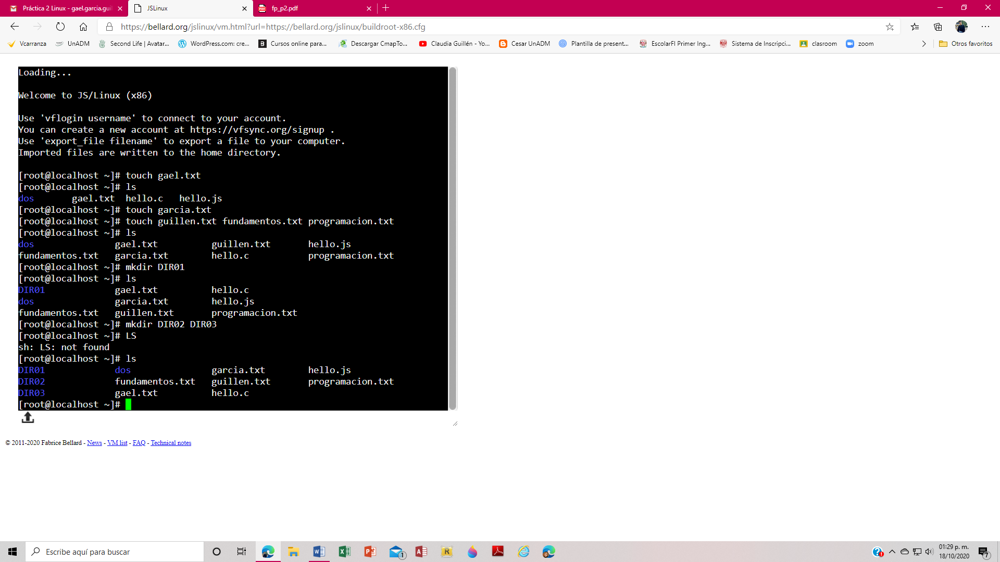 Práctica 2 Linux - gael.garcia.gui
JSLinux
fp_p2.pdf
https://bellard.org/jslinux/vm.html?url=https://bellard.org/jslinux/buildroot-x86.cfg
Vcarranza
UnADM
Second Life | Avatar...
WordPress.com: cre...
Cursos online para...
Descargar CmapTo...
Claudia Guillén - Yo...
Cesar UnADM
Plantilla de present...
EscolarFI Primer Ing...
Sistema de Inscripci...
clasroom
zoom
Otros favoritos
Loading...
Welcome to JS/Linux (x86)
Use 'vflogin username' to connect to your account.
You can create a new account at https://vfsync.org/signup .
Use 'export_file filename' to export a file to your computer.
Imported files are written to the home directory.
[root@localhost ~]# touch gael.txt
[root@localhost ~]# ls
dos       gael.txt  hello.c   hello.js
[root@localhost ~]# touch garcia.txt
[root@localhost ~]# touch guillen.txt fundamentos.txt programacion.txt
[root@localhost ~]# ls
dos               gael.txt          guillen.txt       hello.js
fundamentos.txt   garcia.txt        hello.c           programacion.txt
[root@localhost ~]# mkdir DIR01
[root@localhost ~]# ls
DIR01             gael.txt          hello.c
dos               garcia.txt        hello.js
fundamentos.txt   guillen.txt       programacion.txt
[root@localhost ~]# mkdir DIR02 DIR03
[root@localhost ~]# LS
sh: LS: not found
[root@localhost ~]# ls
DIR01             dos               garcia.txt        hello.js
DIR02             fundamentos.txt   guillen.txt       programacion.txt
DIR03             gael.txt          hello.c
[root@localhost ~]#
© 2011-2020 Fabrice Bellard - News - VM list - FAQ - Technical notes
Escribe aquí para buscar
1
01:29 p. m.
18/10/2020
7